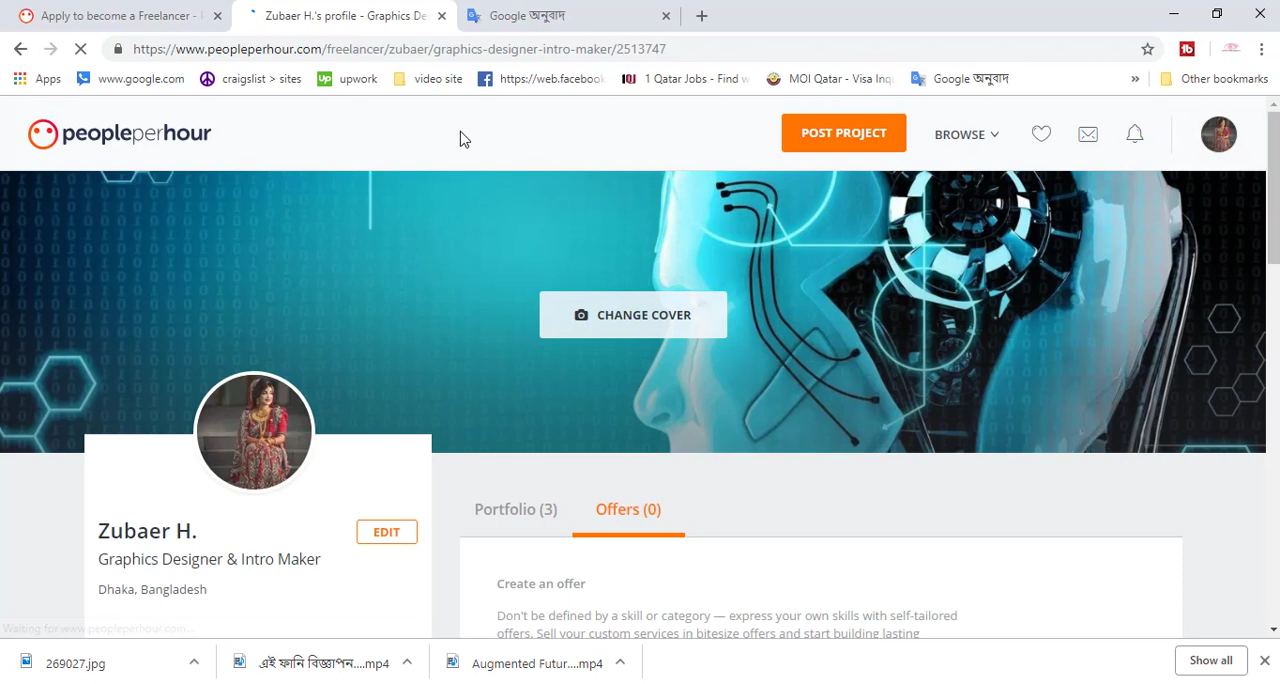 Apply to become a Freelancer -
Zubaer H.'s profile - Graphics De
Google অনুবাদ
https://www.peopleperhour.com/freelancer/zubaer/graphics-designer-intro-maker/2513747
Apps
www.google.com
craigslist > sites
upwork
video site
https://web.facebook
1 Qatar Jobs - Find
MOI Qatar - Visa Inq
Google অনুবাদ
Other bookmarks
peopleperhour
POST PROJECT
BROWSE
CHANGE COVER
Zubaer H.
EDIT
Graphics Designer & Intro Maker
Dhaka, Bangladesh
Portfolio (3)
Offers (0)
Create an offer
Don't be defined by a skill or category — express your own skills with self-tailored
offers. Sell your custom services in bitesize offers and start building lasting
Waiting for www.peopleperhour.com...
269027.jpg
এই ফানি বিজ্ঞাপন....mp4
Augmented Futur....mp4
Show all